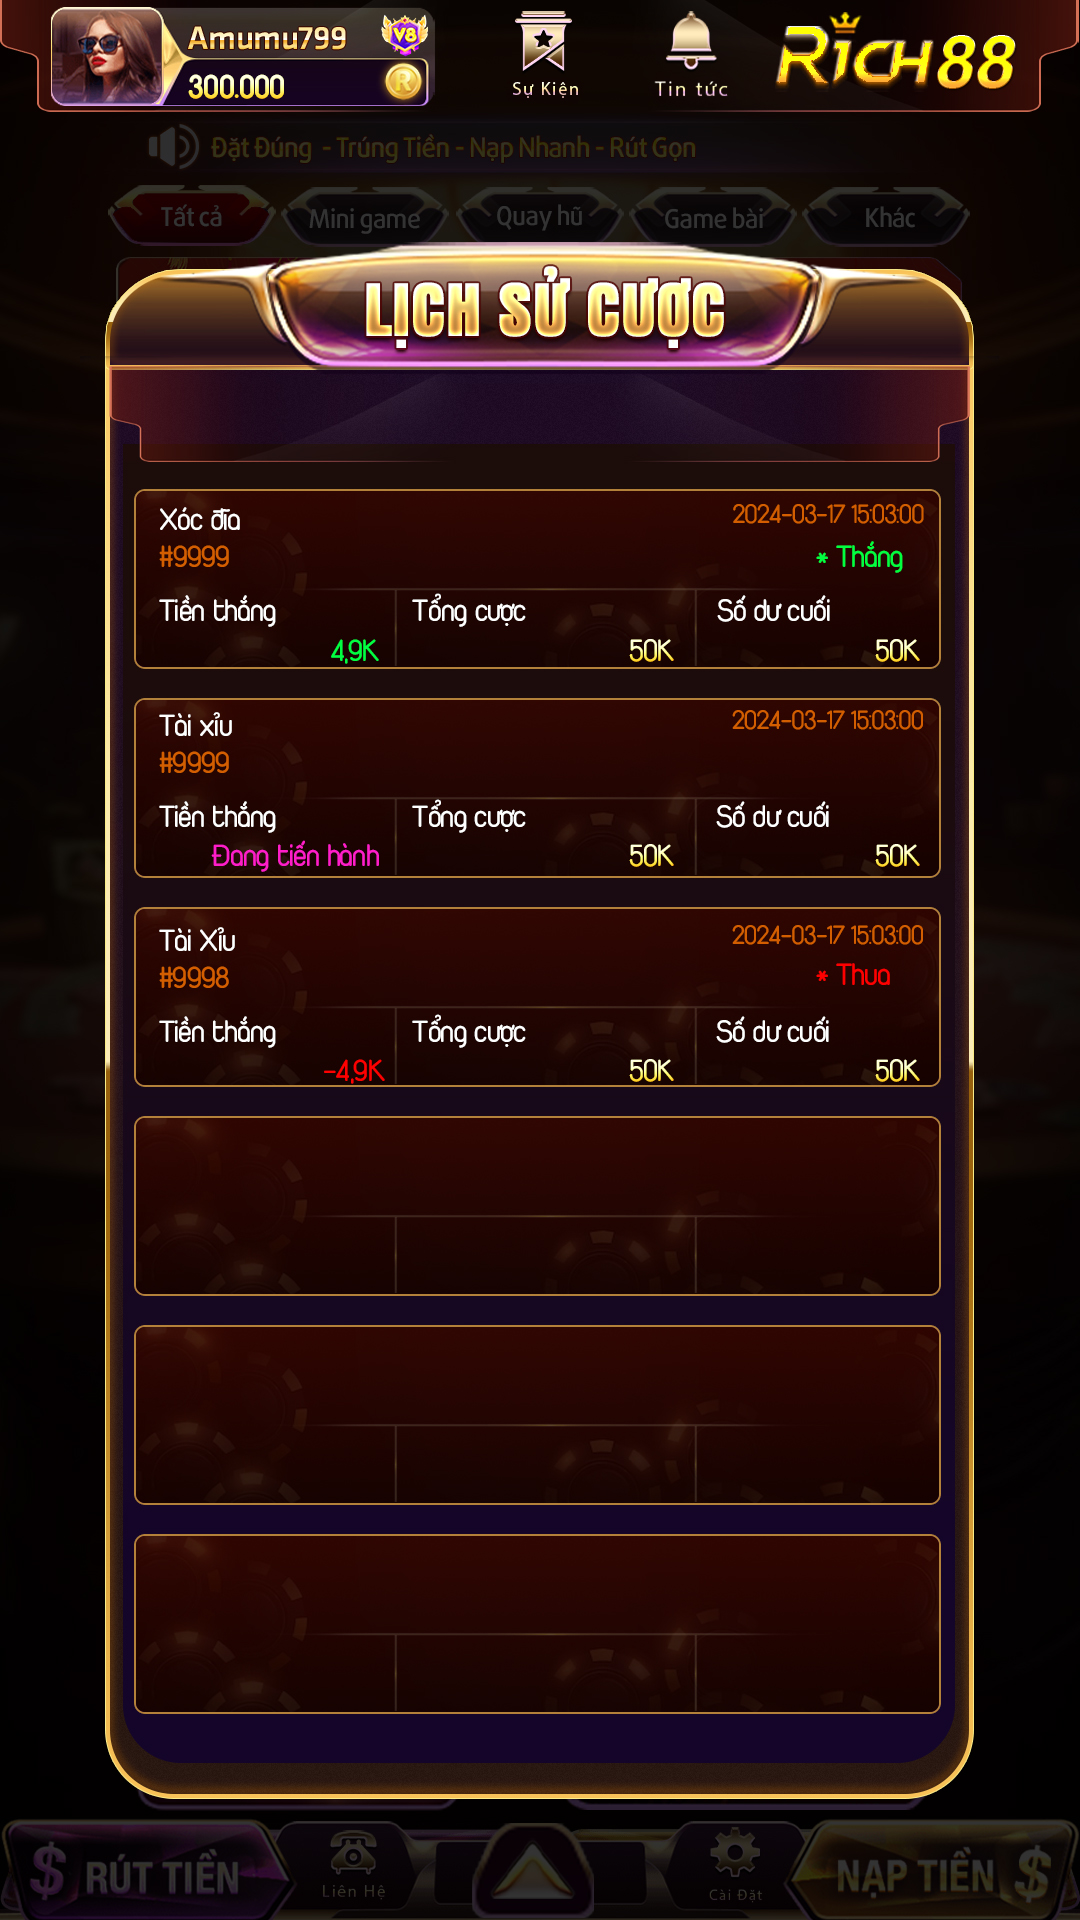 Amumu799 V8
300.000 R
Sự Kiện
Tin tức
RICH88
Đặt Đúng - Trúng Tiền - Nạp Nhanh - Rút Gọn
Tất cả Mini game Quay hũ Game bài Khác
LỊCH SỬ CƯỢC
Xóc đĩa 2024-03-17 15:03:00
#9999 * Thắng
Tiền thắng Tổng cược Số dư cuối
4,9K 50K 50K
Tài xỉu 2024-03-17 15:03:00
#9999
Tiền thắng Tổng cược Số dư cuối
Đang tiến hành 50K 50K
Tài Xỉu 2024-03-17 15:03:00
#9998 * Thua
Tiền thắng Tổng cược Số dư cuối
-4,9K 50K 50K
$ RÚT TIỀN Liên Hệ Cài Đặt NẠP TIỀN $